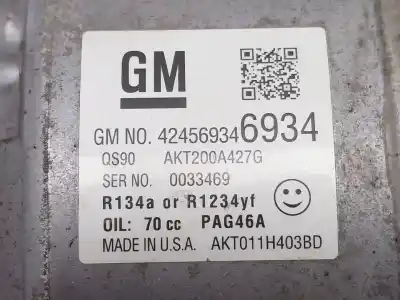 GM
GM NO. 42456934 6934
QS90 AKT200A427G
SER NO. 0033469
R134a or R1234yf
OIL: 70 cc PAG46A
MADE IN U.S.A. AKT011H403BD